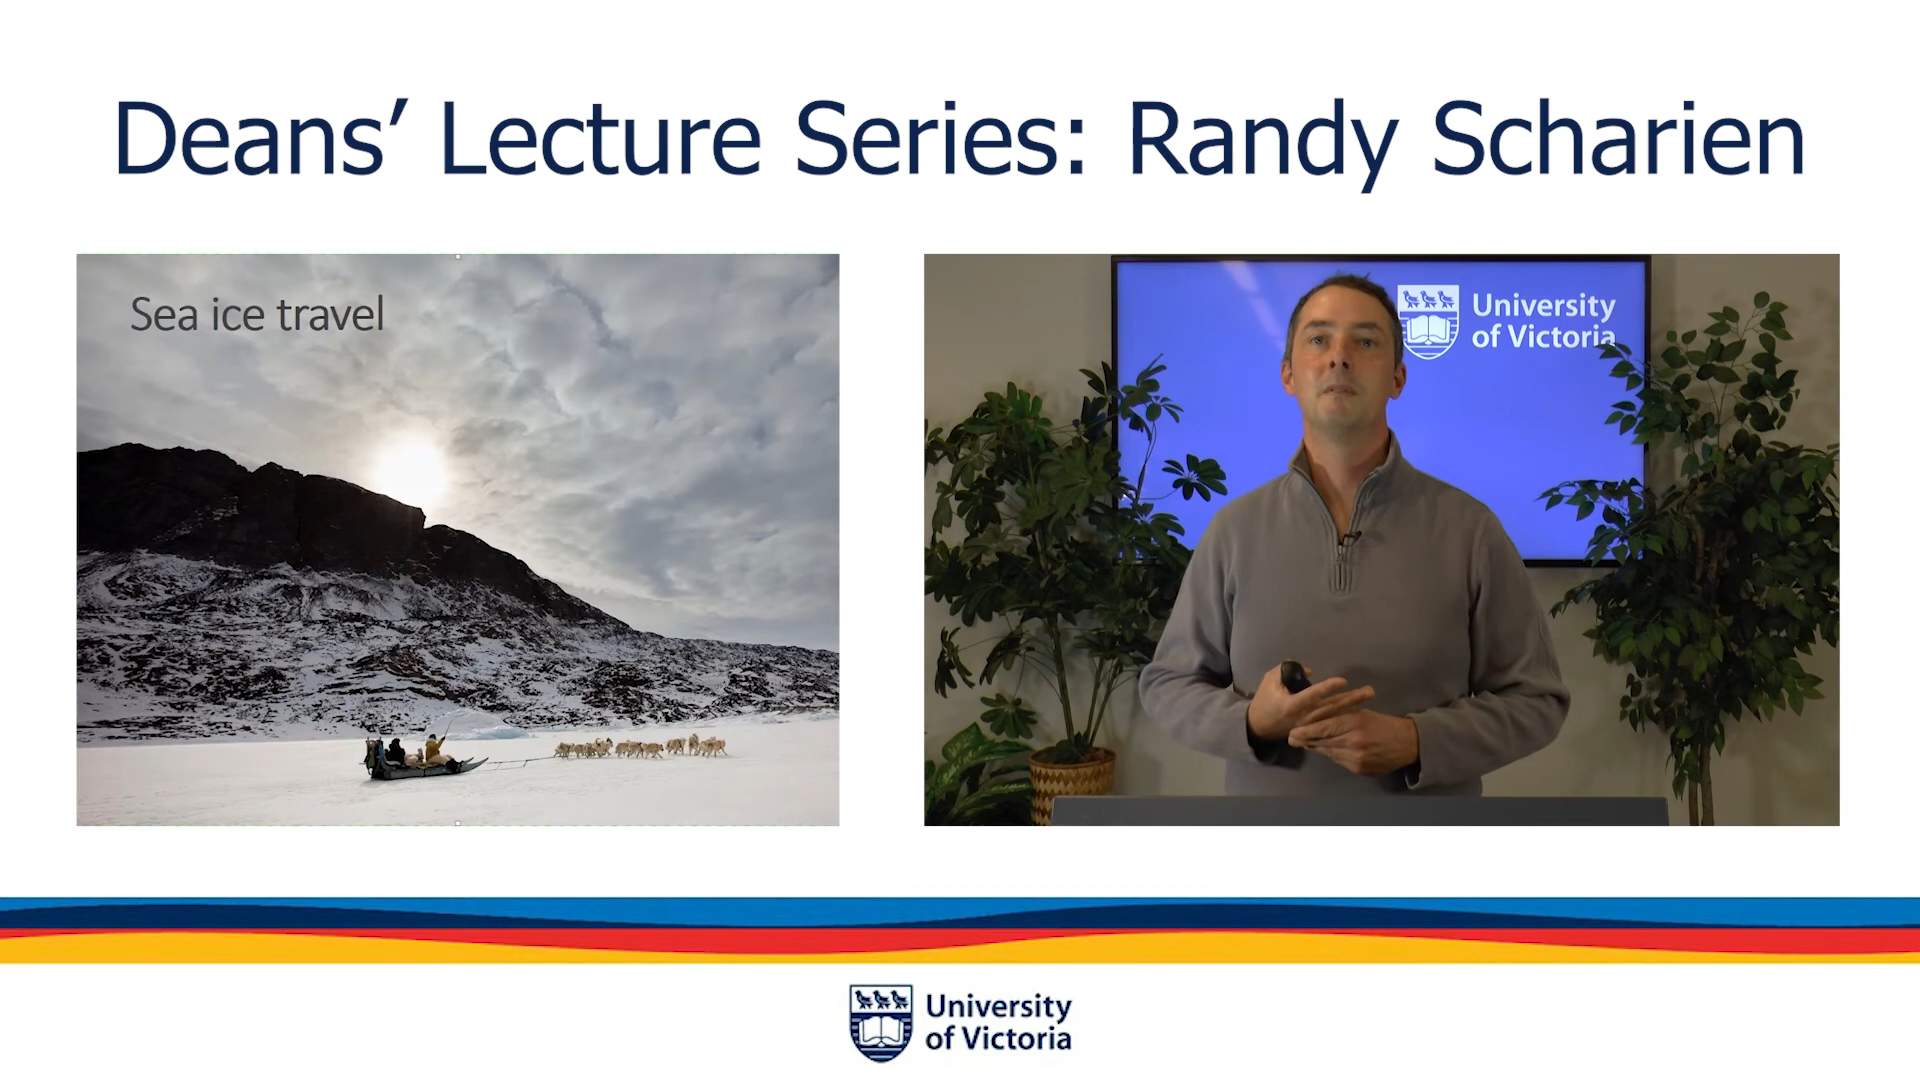 Deans’ Lecture Series: Randy Scharien
Sea ice travel
University
of Victoria
University
of Victoria